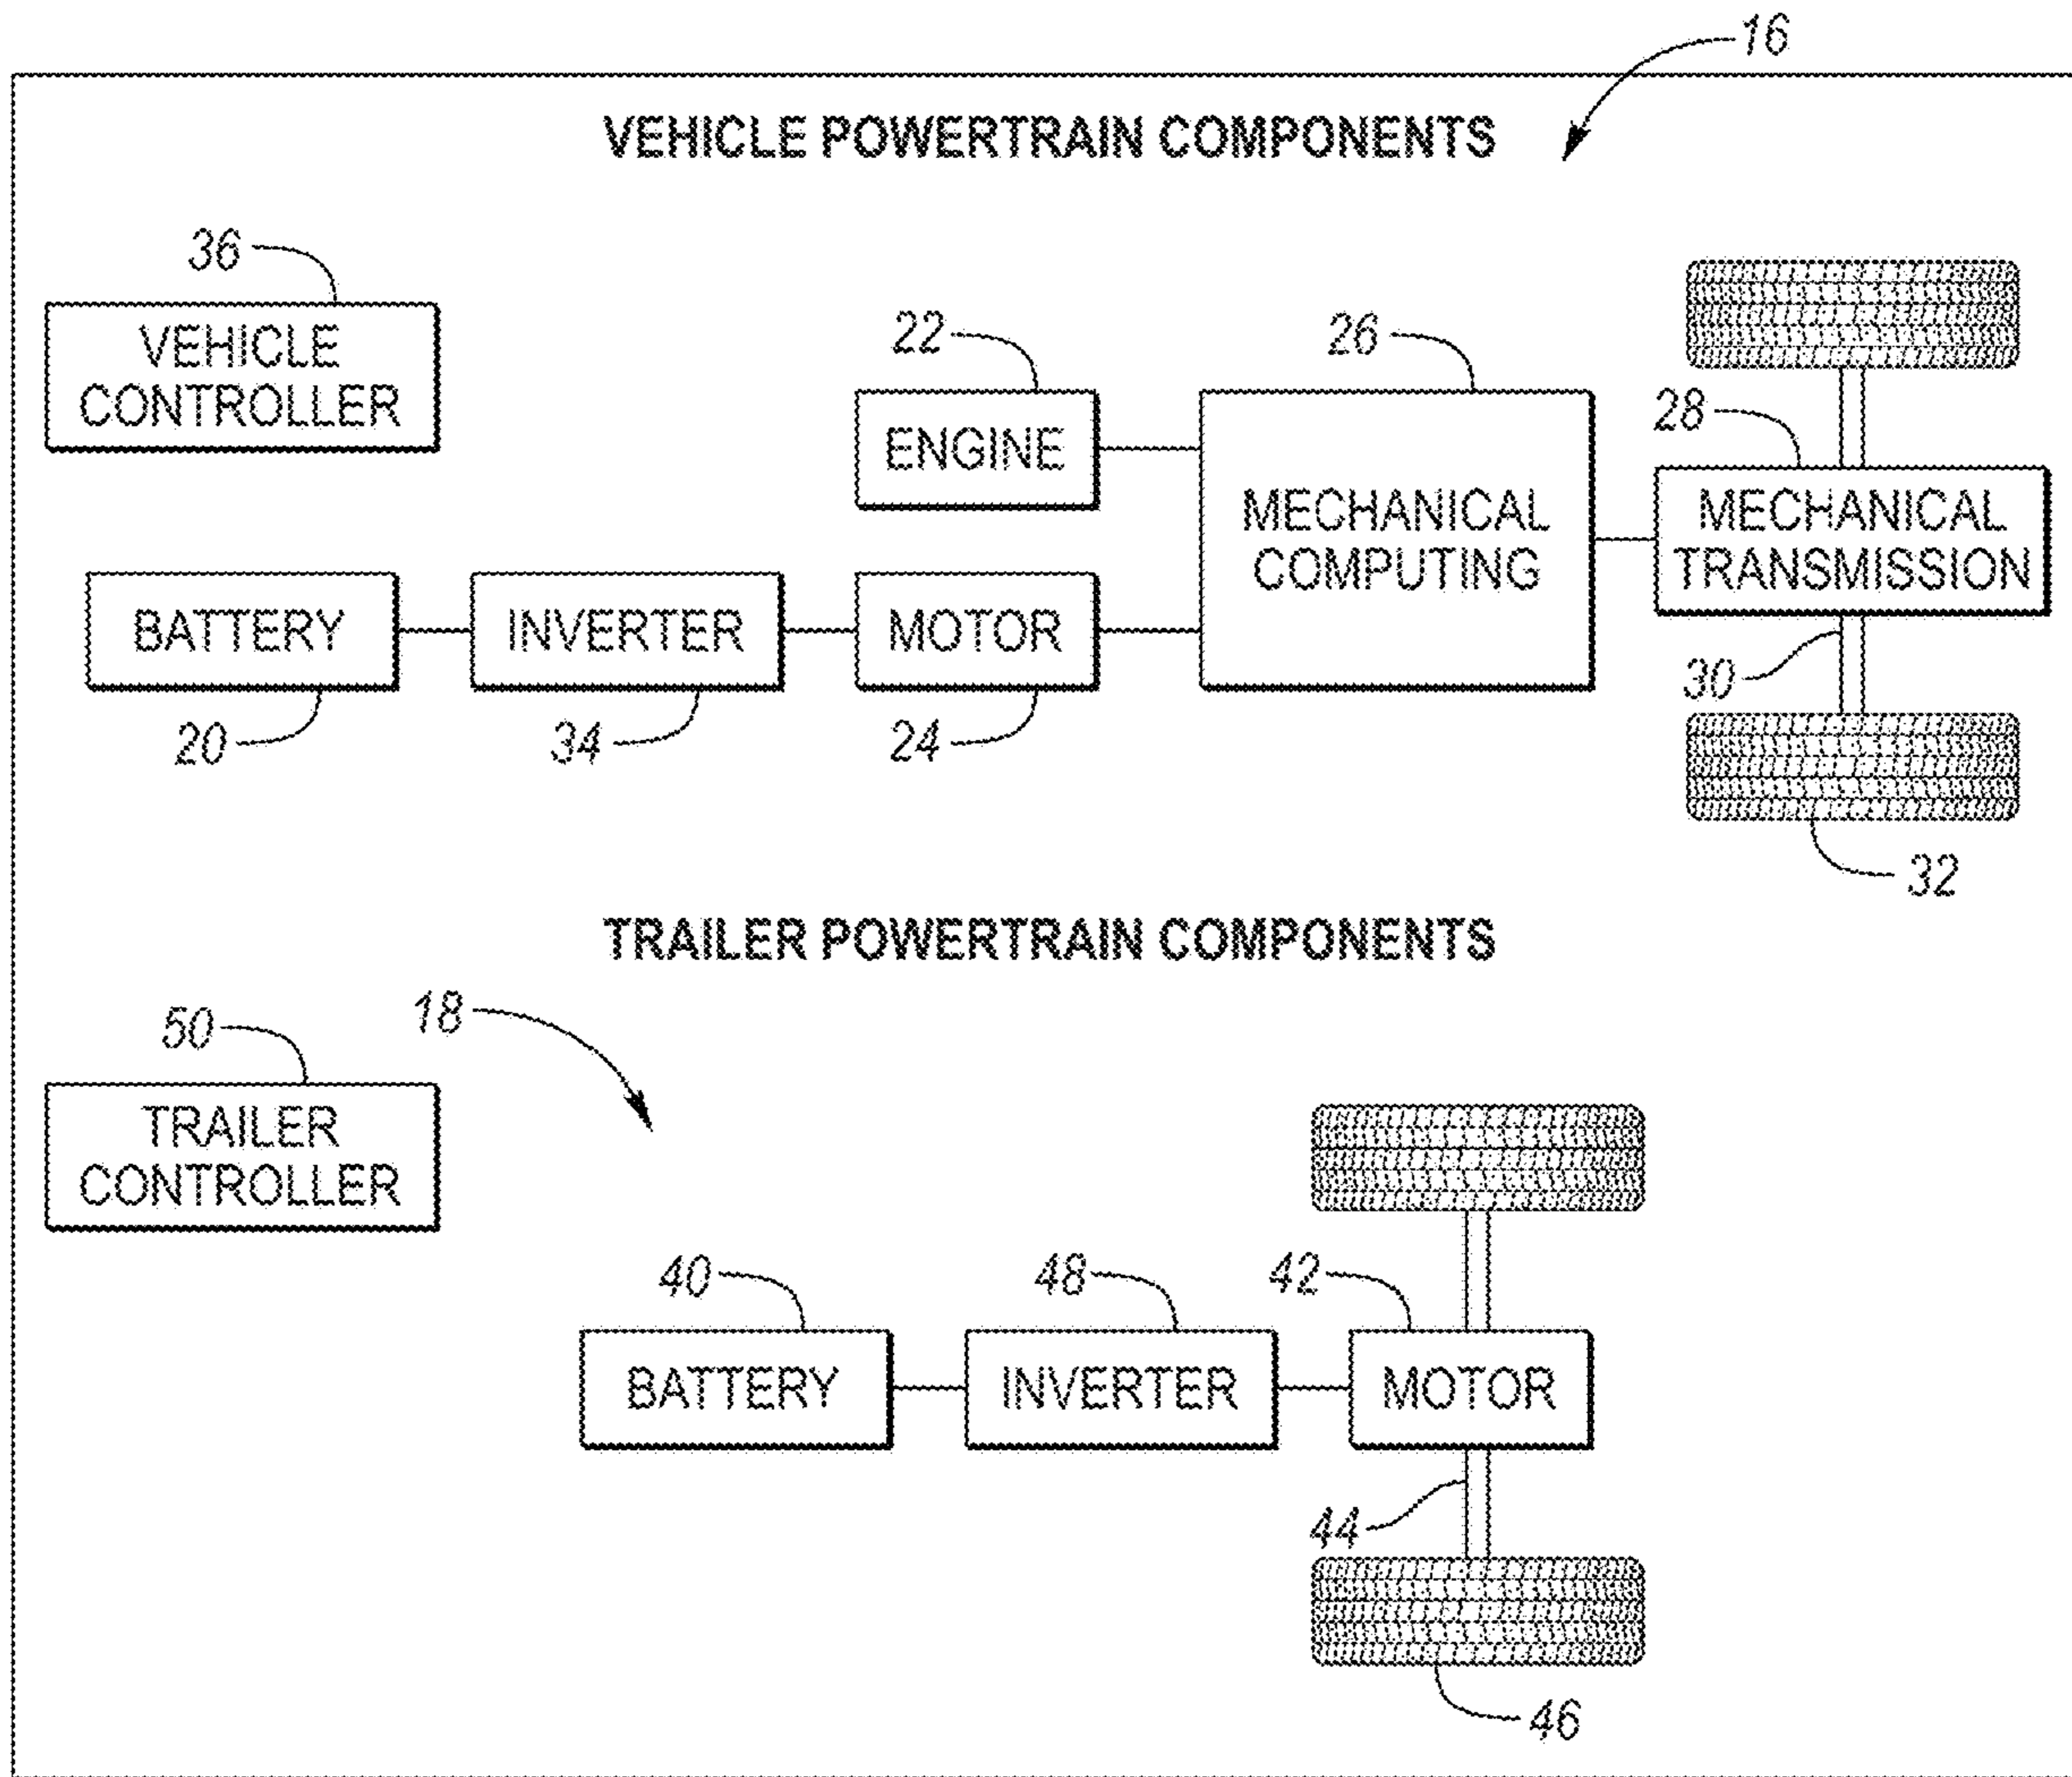 16
VEHICLE POWERTRAIN COMPONENTS
36
VEHICLE
CONTROLLER
22
ENGINE
26
MECHANICAL
COMPUTING
28
MECHANICAL
TRANSMISSION
BATTERY
INVERTER
MOTOR
30
20
34
24
32
TRAILER POWERTRAIN COMPONENTS
18
50
TRAILER
CONTROLLER
40
48
42
BATTERY
INVERTER
MOTOR
44
46